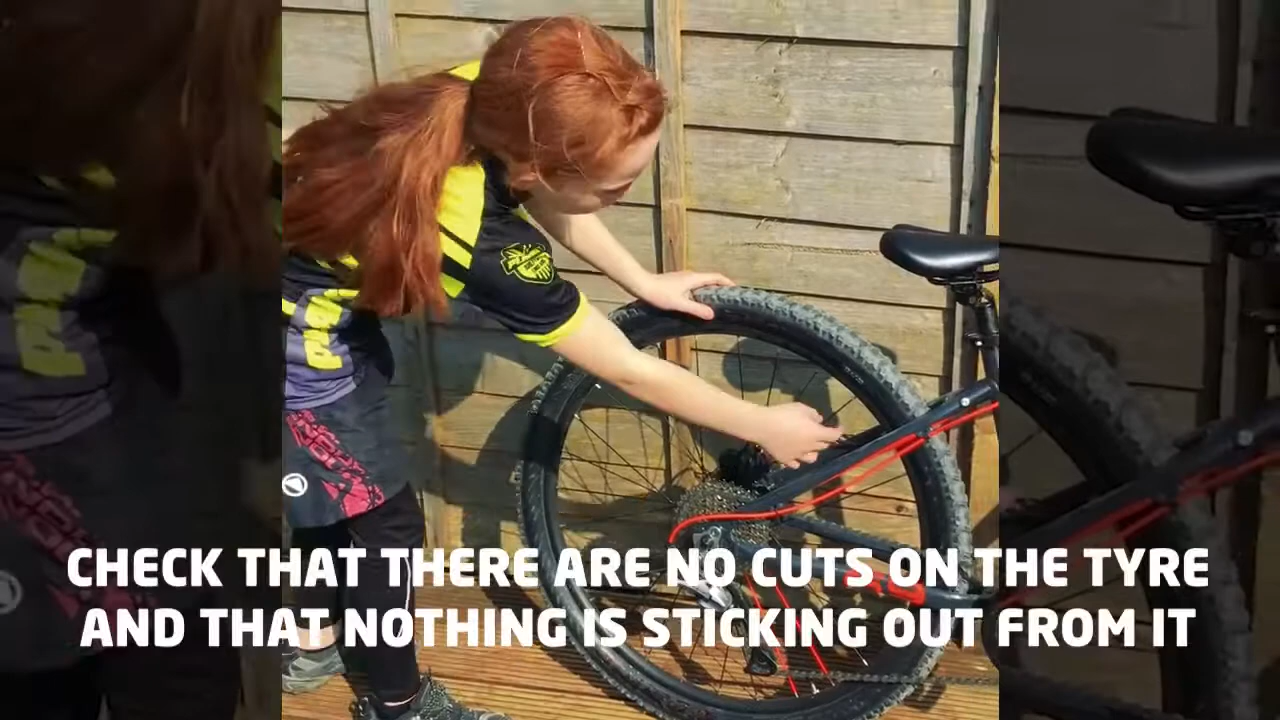 CHECK THAT THERE ARE NO CUTS ON THE TYRE
AND THAT NOTHING IS STICKING OUT FROM IT